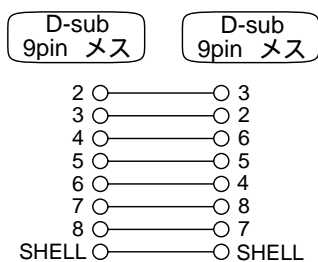 D-sub
9pin メス
D-sub
9pin メス
2 3
3 2
4 6
5 5
6 4
7 8
8 7
SHELL SHELL